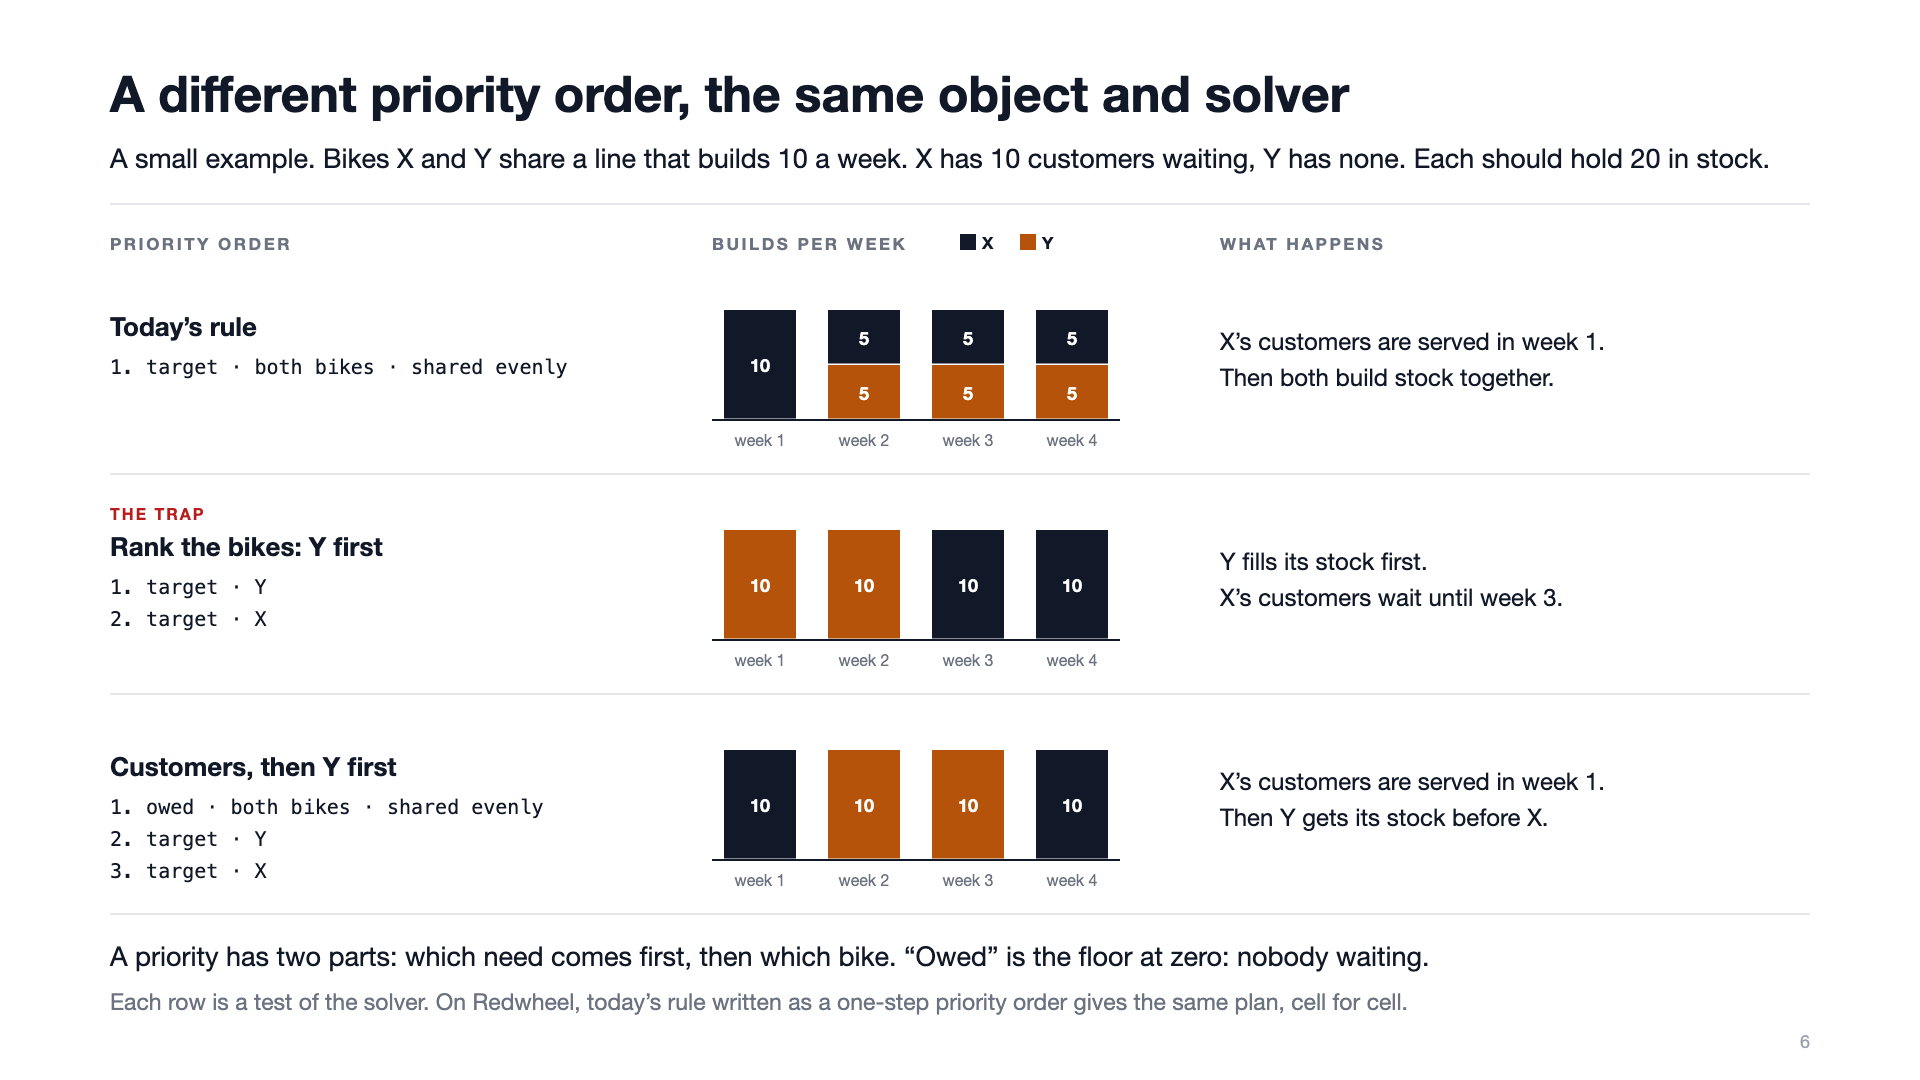 A different priority order, the same object and solver
A small example. Bikes X and Y share a line that builds 10 a week. X has 10 customers waiting, Y has none. Each should hold 20 in stock.
PRIORITY ORDER
BUILDS PER WEEK
X
Y
WHAT HAPPENS
Today’s rule
1. target · both bikes · shared evenly
10
5
5
5
5
5
5
week 1
week 2
week 3
week 4
X’s customers are served in week 1.
Then both build stock together.
THE TRAP
Rank the bikes: Y first
1. target · Y
2. target · X
10
10
10
10
week 1
week 2
week 3
week 4
Y fills its stock first.
X’s customers wait until week 3.
Customers, then Y first
1. owed · both bikes · shared evenly
2. target · Y
3. target · X
10
10
10
10
week 1
week 2
week 3
week 4
X’s customers are served in week 1.
Then Y gets its stock before X.
A priority has two parts: which need comes first, then which bike. “Owed” is the floor at zero: nobody waiting.
Each row is a test of the solver. On Redwheel, today’s rule written as a one-step priority order gives the same plan, cell for cell.
6